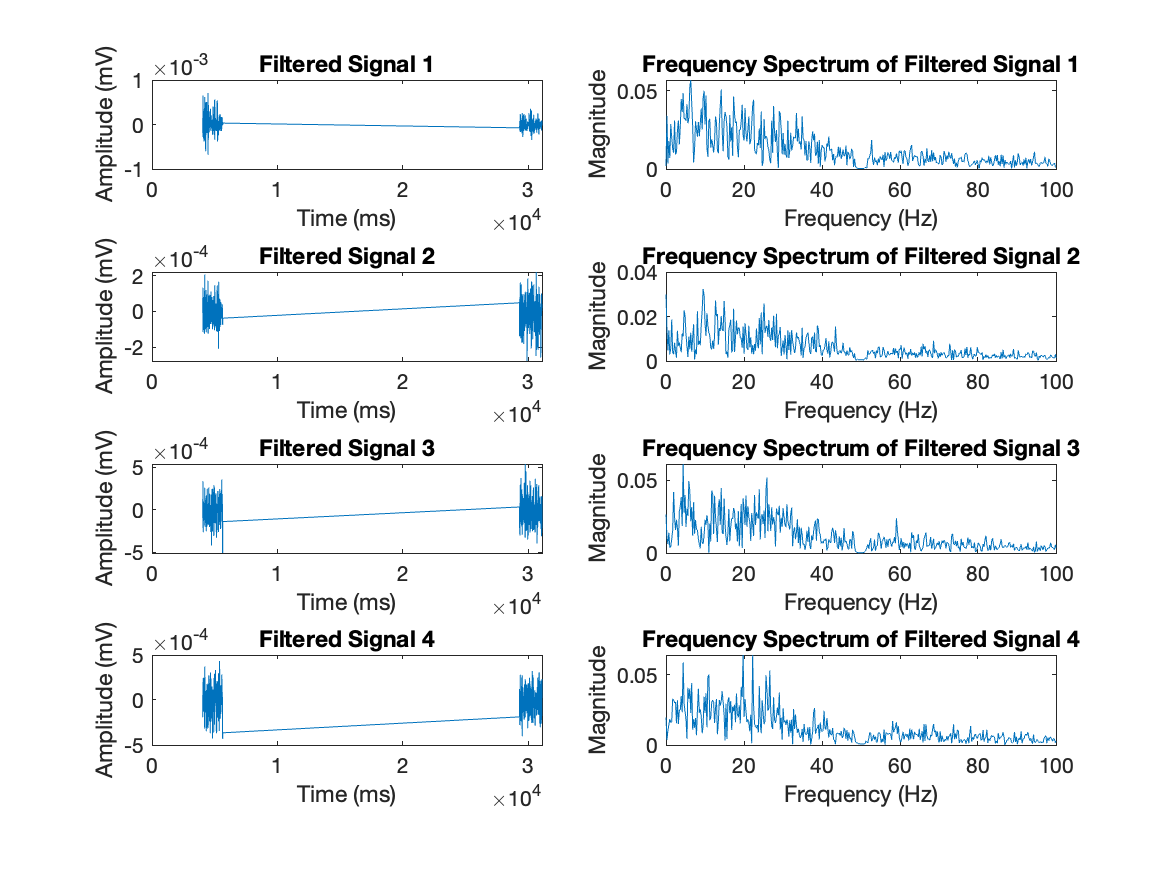 Filtered Signal 1
×10-3
Amplitude (mV)
1
0
-1
0 1 2 3
Time (ms)
×104
Frequency Spectrum of Filtered Signal 1
Magnitude
0.05
0
0 20 40 60 80 100
Frequency (Hz)
Filtered Signal 2
×10-4
Amplitude (mV)
2
0
-2
0 1 2 3
Time (ms)
×104
Frequency Spectrum of Filtered Signal 2
Magnitude
0.04
0.02
0
0 20 40 60 80 100
Frequency (Hz)
Filtered Signal 3
×10-4
Amplitude (mV)
5
0
-5
0 1 2 3
Time (ms)
×104
Frequency Spectrum of Filtered Signal 3
Magnitude
0.05
0
0 20 40 60 80 100
Frequency (Hz)
Filtered Signal 4
×10-4
Amplitude (mV)
5
0
-5
0 1 2 3
Time (ms)
×104
Frequency Spectrum of Filtered Signal 4
Magnitude
0.05
0
0 20 40 60 80 100
Frequency (Hz)